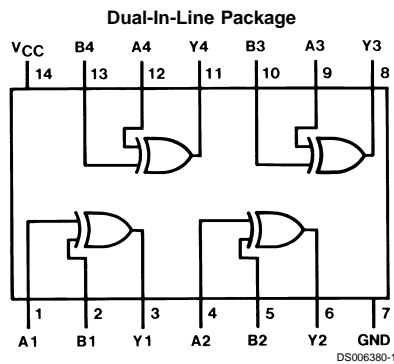 Dual-In-Line Package
VCC B4 A4 Y4 B3 A3 Y3
14 13 12 11 10 9 8
1 2 3 4 5 6 7
A1 B1 Y1 A2 B2 Y2 GND
DS006380-1